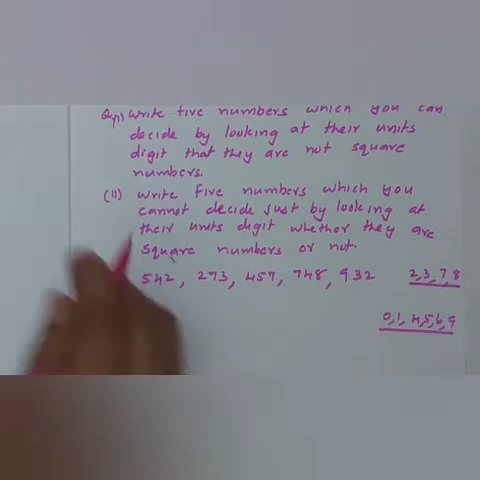 Q4(i) Write five numbers which you can
decide by looking at their units
digit that they are not square
numbers.
(II) Write five numbers which you
cannot decide just by looking at
their units digit whether they are
square numbers or not.
542, 273, 457, 748, 932 2,3,7,8
0,1,4,5,6,9